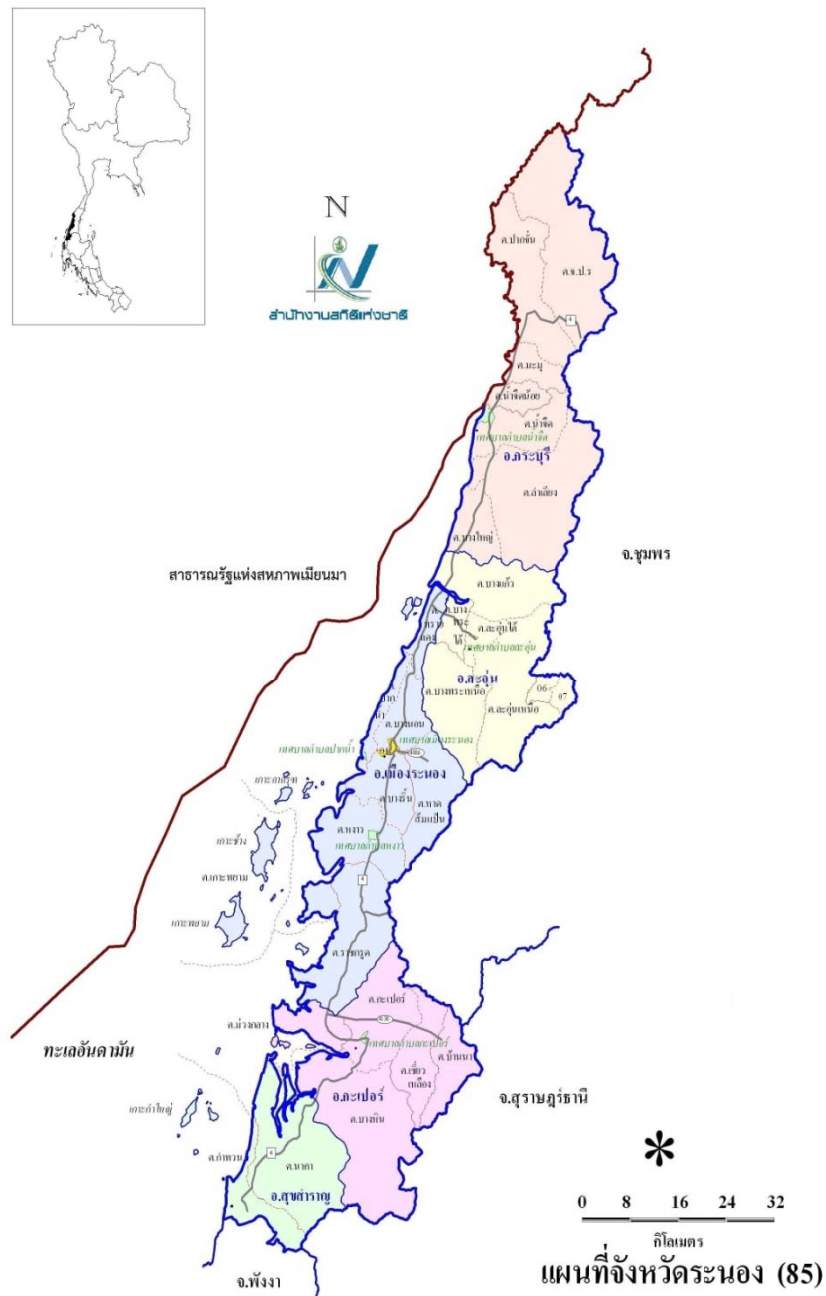 N
สำนักงานสถิติแห่งชาติ
ต.ปากจั่น
ต.จ.ป.ร
4
ต.มะมุ
ต.น้ำจืดน้อย
ต.น้ำจืด
เทศบาลตำบลน้ำจืด
อ.กระบุรี
ต.ลำเลียง
ต.บางใหญ่
จ.ชุมพร
สาธารณรัฐแห่งสหภาพเมียนมา
ต.บางแก้ว
ต.
ทราย
แดง
ต.บาง
พระ
ใต้
ต.ละอุ่นใต้
เทศบาลตำบลละอุ่น
อ.ละอุ่น
ต.บางพระเหนือ
06
07
ต.ละอุ่นเหนือ
ปาก
น้ำ
ต.บางนอน
เทศบาลเมืองระนอง
เทศบาลตำบลปากน้ำ
อ.เมืองระนอง
ต.บางริ้น
ต.หาด
ส้มแป้น
ต.หงาว
เทศบาลตำบลหงาว
เกาะช้าง
ต.เกาะพยาม
เกาะพยาม
4
ต.ราชกรูด
ต.กะเปอร์
ต.ม่วงกลวง
เทศบาลตำบลกะเปอร์
ต.บ้านนา
ต.เชี่ยว
เหลียง
ทะเลอันดามัน
อ.กะเปอร์
ต.บางหิน
จ.สุราษฎร์ธานี
เกาะกำใหญ่
ต.กำพวน
4
ต.นาคา
อ.สุขสำราญ
จ.พังงา
*
0 8 16 24 32
กิโลเมตร
แผนที่จังหวัดระนอง (85)